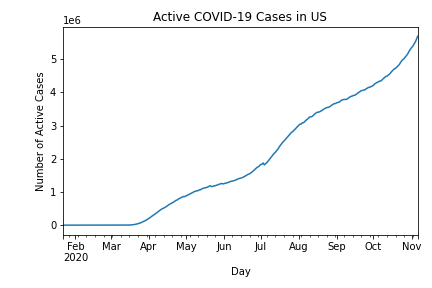 Active COVID-19 Cases in US
1e6
5
4
3
2
1
0
Number of Active Cases
Feb Mar Apr May Jun Jul Aug Sep Oct Nov
2020
Day